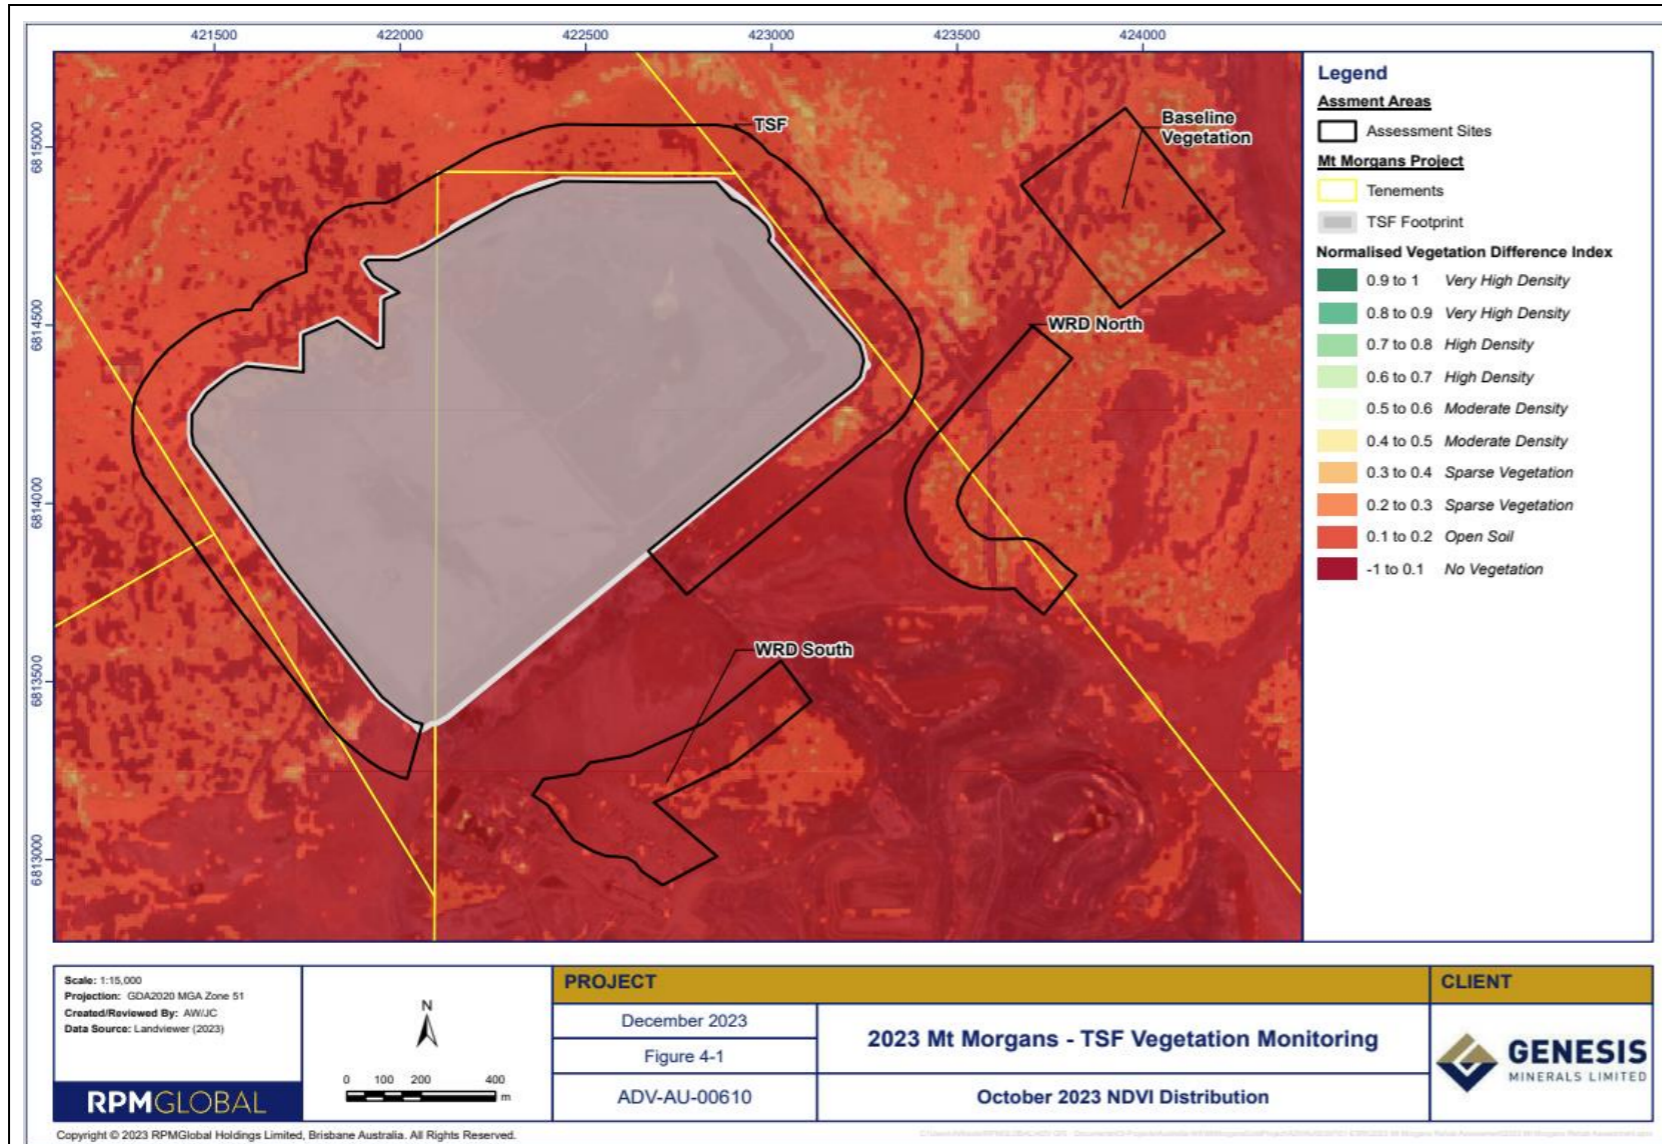 421500 422000 422500 423000 423500 424000
6815000
6814500
6814000
6813500
6813000
TSF
Baseline
Vegetation
WRD North
WRD South
Legend
Assment Areas
Assessment Sites
Mt Morgans Project
Tenements
TSF Footprint
Normalised Vegetation Difference Index
0.9 to 1 Very High Density
0.8 to 0.9 Very High Density
0.7 to 0.8 High Density
0.6 to 0.7 High Density
0.5 to 0.6 Moderate Density
0.4 to 0.5 Moderate Density
0.3 to 0.4 Sparse Vegetation
0.2 to 0.3 Sparse Vegetation
0.1 to 0.2 Open Soil
-1 to 0.1 No Vegetation
Scale: 1:15,000
Projection: GDA2020 MGA Zone 51
Created/Reviewed By: AW/JC
Data Source: Landviewer (2023)
RPMGLOBAL
N
0 100 200 400
m
PROJECT
December 2023
Figure 4-1
ADV-AU-00610
2023 Mt Morgans - TSF Vegetation Monitoring
October 2023 NDVI Distribution
CLIENT
GENESIS
MINERALS LIMITED
Copyright © 2023 RPMGlobal Holdings Limited, Brisbane Australia. All Rights Reserved.